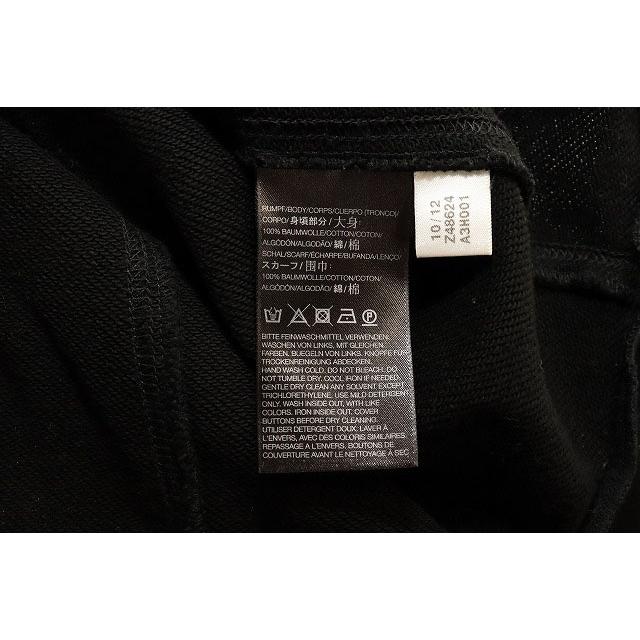 RUMPF/BODY/CORPS/CUERPO (TRONCO)/
CORPO/身頃部分/大身
100% BAUMWOLLE/COTTON/COTON/
ALGODÓN/ALGODÃO/綿/棉
SCHAL/SCARF/ÉCHARPE/BUFANDA/LENÇO/
スカーフ/围巾
100% BAUMWOLLE/COTTON/COTON/
ALGODÓN/ALGODÃO/綿/棉
P
BITTE FEINWASCHMITTEL VERWENDEN.
WASCHEN VON LINKS, MIT GLEICHEN
FARBEN. BUEGELN VON LINKS. KNÖPFE FÜR
TROCKENREINIGUNG ABDECKEN.
HAND WASH COLD. DO NOT BLEACH. DO
NOT TUMBLE DRY. COOL IRON IF NEEDED.
GENTLE DRY CLEAN ANY SOLVENT EXCEPT
TRICHLORETHYLENE. USE MILD DETERGENT
ONLY. WASH INSIDE OUT, WITH LIKE
COLORS. IRON INSIDE OUT. COVER
BUTTONS BEFORE DRY CLEANING.
UTILISER DETERGENT DOUX. LAVER À
L'ENVERS, AVEC DES COLORIS SIMILAIRES.
REPASSAGE A L'ENVERS. BOUTONS DE
COUVERTURE AVANT LE NETTOYAGE À SEC
10/12
Z48624
A3H001